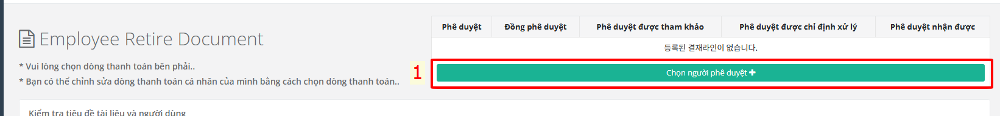 Employee Retire Document
* Vui lòng chọn dòng thanh toán bên phải..
* Bạn có thể chỉnh sửa dòng thanh toán cá nhân của mình bằng cách chọn dòng thanh toán..
Phê duyệt Đồng phê duyệt Phê duyệt được tham khảo Phê duyệt được chỉ định xử lý Phê duyệt nhận được
등록된 결재라인이 없습니다.
1
Chọn người phê duyệt
Kiểm tra tiêu đề tài liệu và người dùng